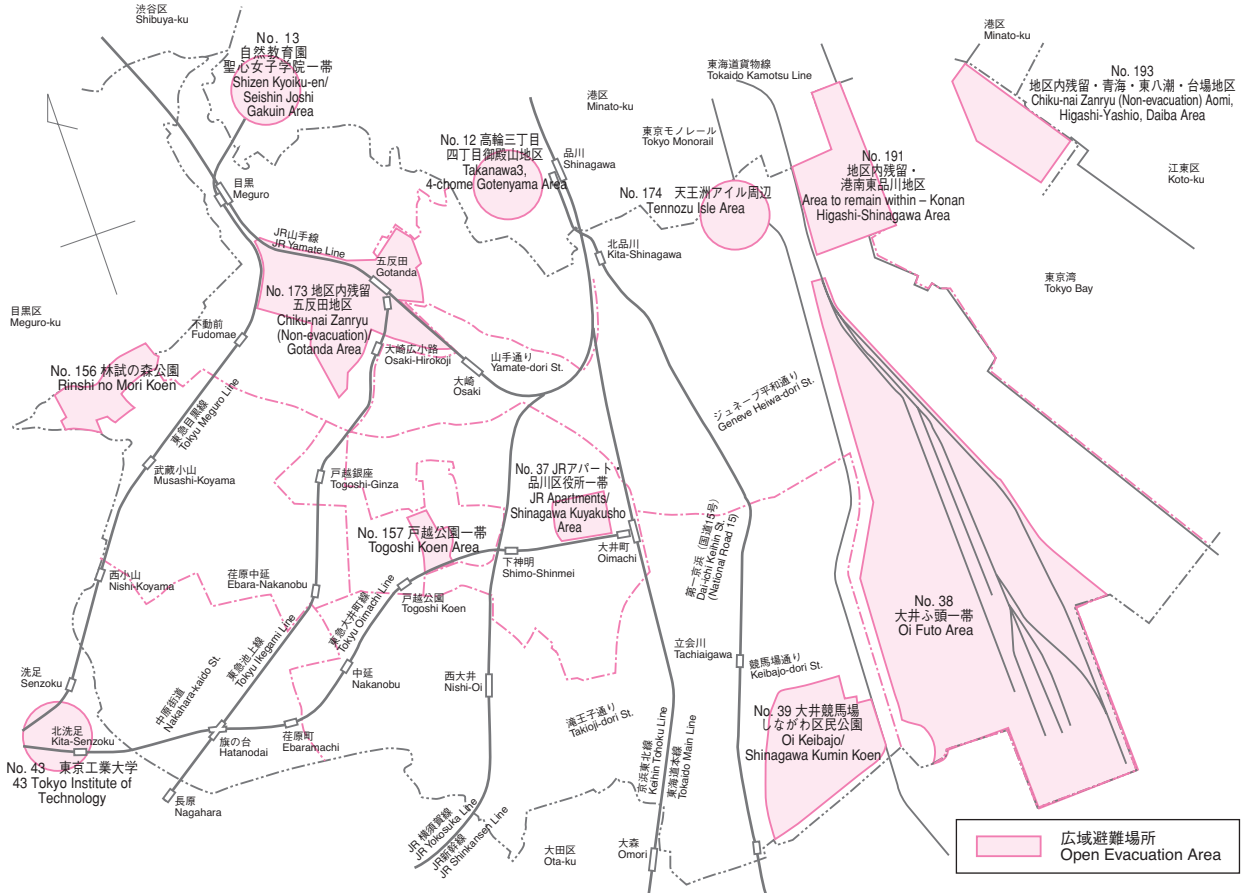 渋谷区
Shibuya-ku
No. 13
自然教育園
聖心女子学院一帯
Shizen Kyoiku-en/
Seishin Joshi
Gakuin Area
港区
Minato-ku
東海道貨物線
Tokaido Kamotsu Line
港区
Minato-ku
No. 193
地区内残留・青海・東八潮・台場地区
Chiku-nai Zanryu (Non-evacuation) Aomi,
Higashi-Yashio, Daiba Area
東京モノレール
Tokyo Monorail
No. 12 高輪三丁目
四丁目御殿山地区
Takanawa3,
4-chome Gotenyama Area
品川
Shinagawa
No. 191
地区内残留・
港南東品川地区
Area to remain within – Konan
Higashi-Shinagawa Area
江東区
Koto-ku
目黒
Meguro
No. 174 天王洲アイル周辺
Tennozu Isle Area
JR山手線
JR Yamate Line
五反田
Gotanda
北品川
Kita-Shinagawa
東京湾
Tokyo Bay
目黒区
Meguro-ku
No. 173 地区内残留
五反田地区
Chiku-nai Zanryu
(Non-evacuation)/
Gotanda Area
不動前
Fudomae
大崎広小路
Osaki-Hirokoji
山手通り
Yamate-dori St.
大崎
Osaki
No. 156 林試の森公園
Rinshi no Mori Koen
東急目黒線
Tokyu Meguro Line
ジュネーブ平和通り
Geneve Heiwa-dori St.
武蔵小山
Musashi-Koyama
戸越銀座
Togoshi-Ginza
No. 37 JRアパート・
品川区役所一帯
JR Apartments/
Shinagawa Kuyakusho
Area
No. 157 戸越公園一帯
Togoshi Koen Area
大井町
Oimachi
第一京浜（国道15号）
Dai-ichi Keihin St.
(National Road 15)
下神明
Shimo-Shinmei
西小山
Nishi-Koyama
荏原中延
Ebara-Nakanobu
戸越公園
Togoshi Koen
東急大井町線
Tokyu Oimachi Line
No. 38
大井ふ頭一帯
Oi Futo Area
東急池上線
Tokyu Ikegami Line
中原街道
Nakahara-kaido St.
中延
Nakanobu
西大井
Nishi-Oi
立会川
Tachiaigawa
競馬場通り
Keibajo-dori St.
洗足
Senzoku
滝王子通り
Takioji-dori St.
No. 39 大井競馬場
しながわ区民公園
Oi Keibajo/
Shinagawa Kumin Koen
北洗足
Kita-Senzoku
旗の台
Hatanodai
荏原町
Ebaramachi
京浜東北線
Keihin Tohoku Line
東海道本線
Tokaido Main Line
No. 43 東京工業大学
43 Tokyo Institute of
Technology
長原
Nagahara
JR 横須賀線
JR Yokosuka Line
JR新幹線
JR Shinkansen Line
大田区
Ota-ku
大森
Omori
広域避難場所
Open Evacuation Area